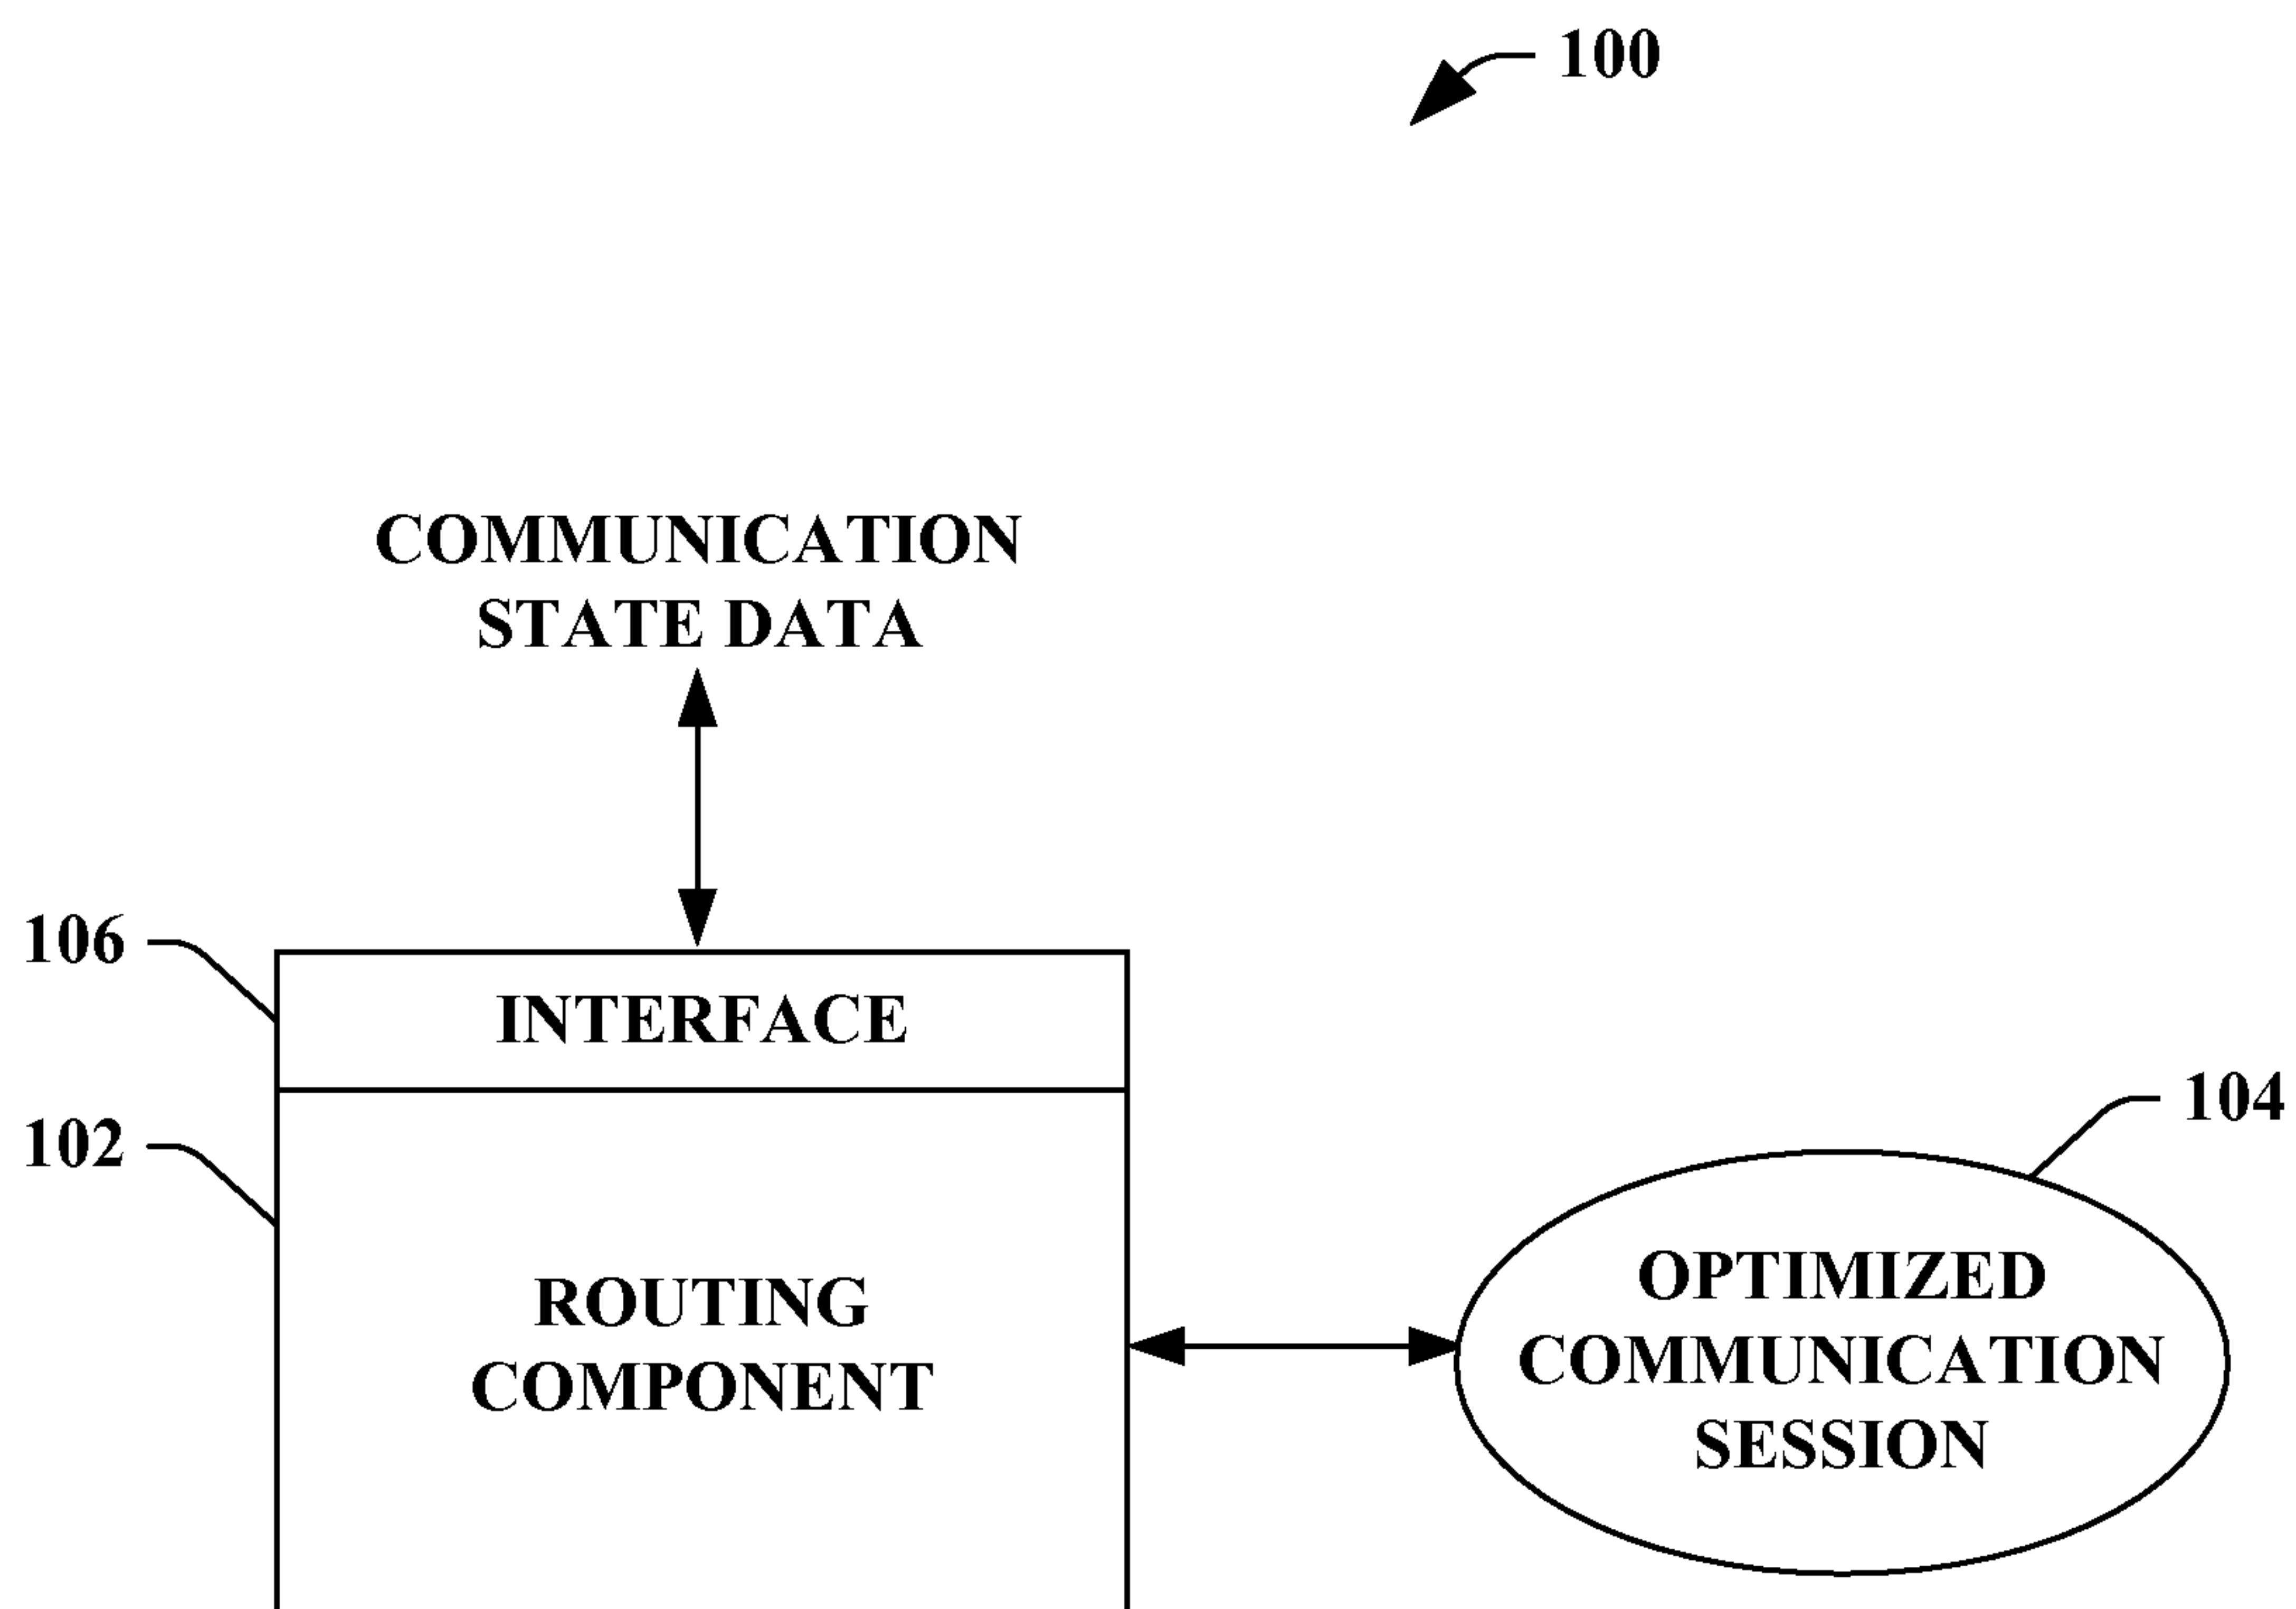 100
COMMUNICATION
STATE DATA
106
INTERFACE
102
104
ROUTING
COMPONENT
OPTIMIZED
COMMUNICATION
SESSION